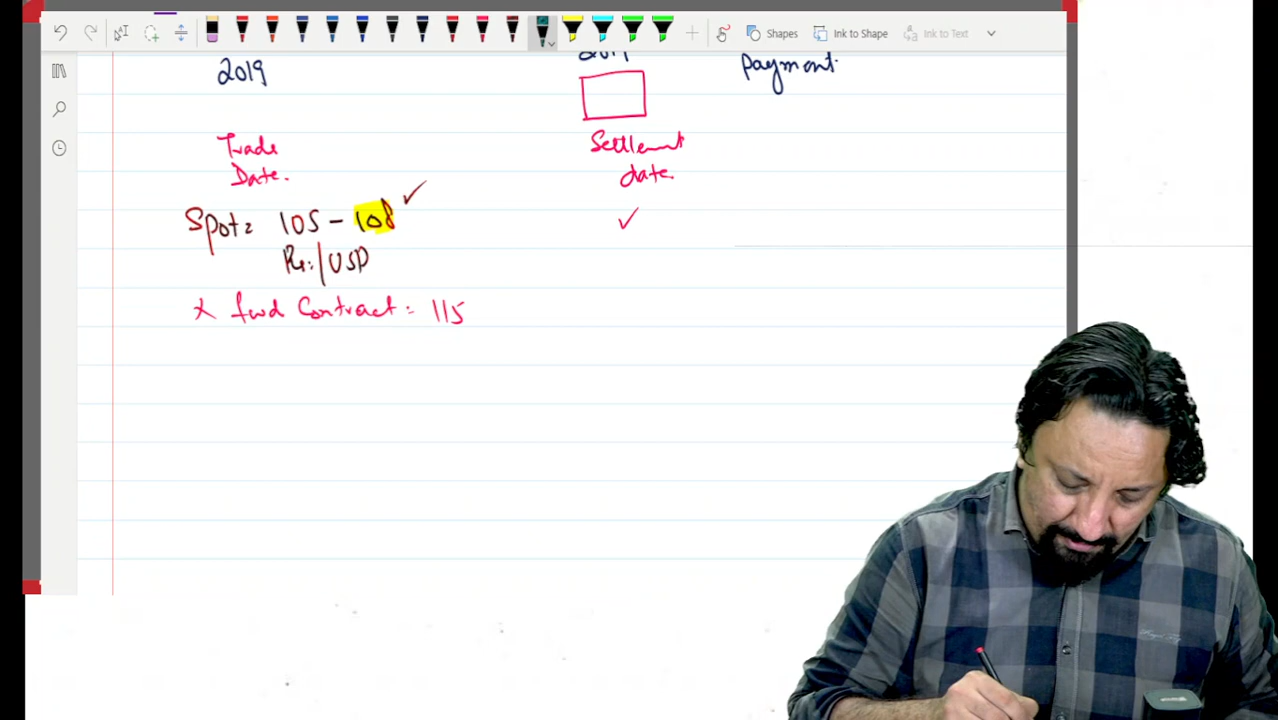 Shapes
Ink to Shape
Ink to Text
2019
payment
Trade
Date.
Settlement
date.
Spot= 105 - 108 ✓
Rs./USD
✓
x fwd Contract = 115